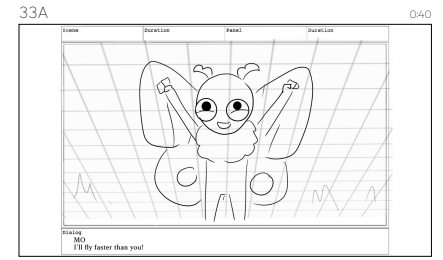 33A
0:40
Scene Duration Panel Duration
Dialog
MO
I'll fly faster than you!